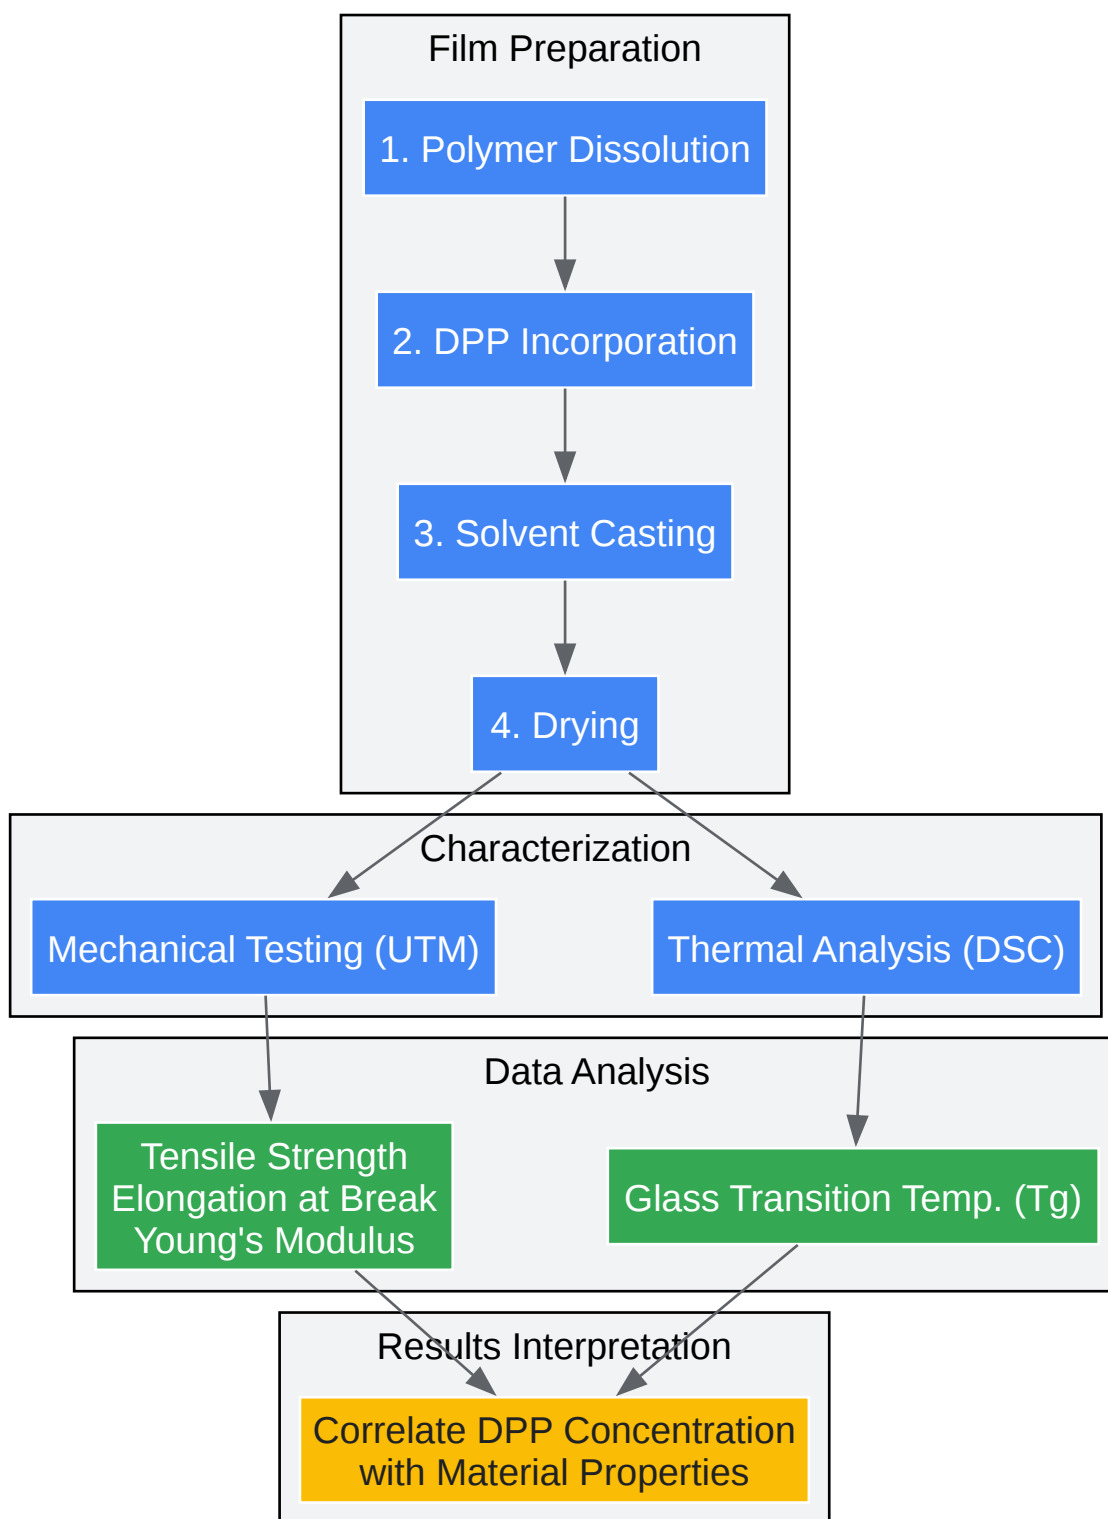 Film Preparation
1. Polymer Dissolution
2. DPP Incorporation
3. Solvent Casting
4. Drying
Characterization
Mechanical Testing (UTM)
Thermal Analysis (DSC)
Data Analysis
Tensile Strength
Elongation at Break
Young's Modulus
Glass Transition Temp. (Tg)
Results Interpretation
Correlate DPP Concentration
with Material Properties